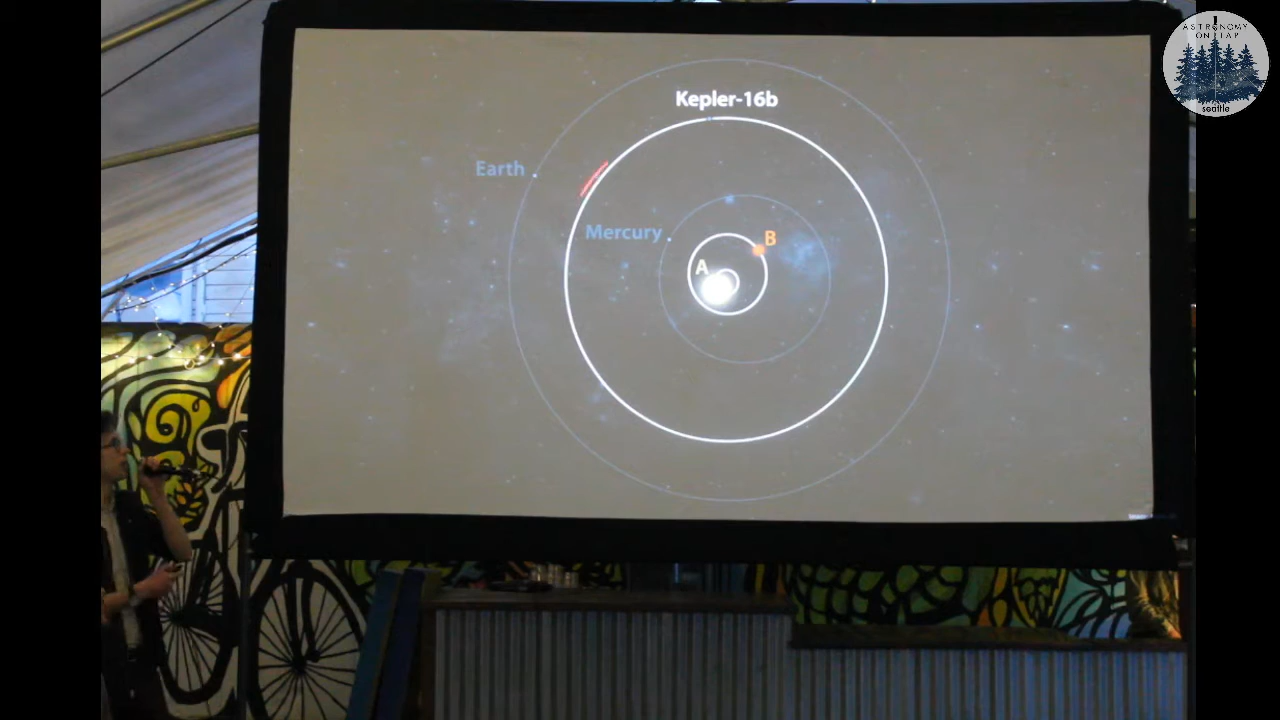 ASTRONOMY
ON TAP
seattle
Kepler-16b
Earth
Mercury
B
A